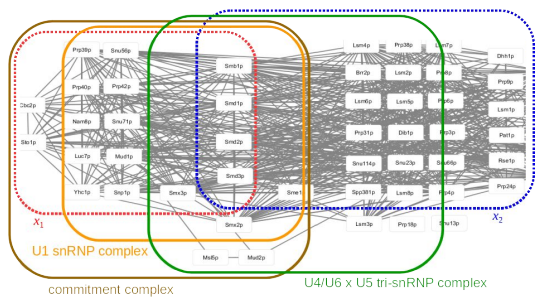 Prp39p Snu56p Smb1p Lsm4p Prp38p Lsm7p Dhh1p
Brr2p Lsm2p
Prp40p Prp42p Prp9p
Cbc2p Smd1p Lsm6p Lsm5p Lsm1p
Nam8p Snu71p
Sto1p Smd2p Prp31p Dib1p Prp3p Pat1p
Luc7p Mud1p Snu114p Snu23p Snu66p Rse1p
Smd3p
Yhc1p Snp1p Smx3p Sme1 Spp381p Lsm8p Prp4p Prp24p
x1 x2
Smx2p Lsm3p Prp18p Snu13p
U1 snRNP complex Msl5p Mud2p
commitment complex U4/U6 x U5 tri-snRNP complex